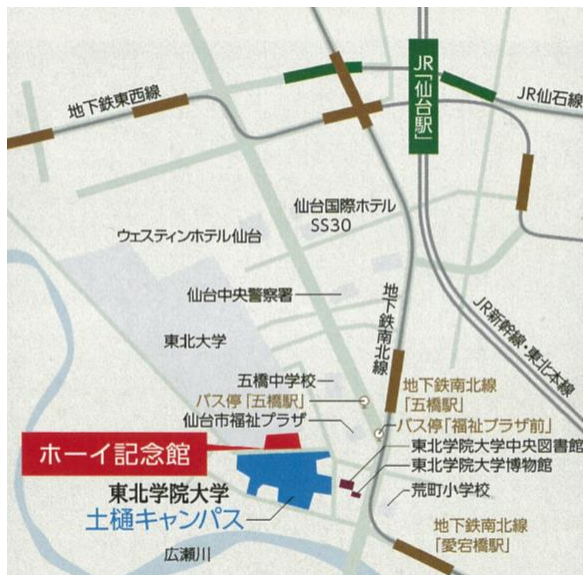 JR「仙台駅」
地下鉄東西線
JR仙石線
仙台国際ホテル
SS30
ウェスティンホテル仙台
仙台中央警察署
地下鉄南北線
JR新幹線・東北本線
東北大学
五橋中学校
地下鉄南北線
「五橋駅」
バス停「五橋駅」
仙台市福祉プラザ
バス停「福祉プラザ前」
ホーイ記念館
東北学院大学中央図書館
東北学院大学博物館
東北学院大学
土樋キャンパス
荒町小学校
広瀬川
地下鉄南北線
「愛宕橋駅」